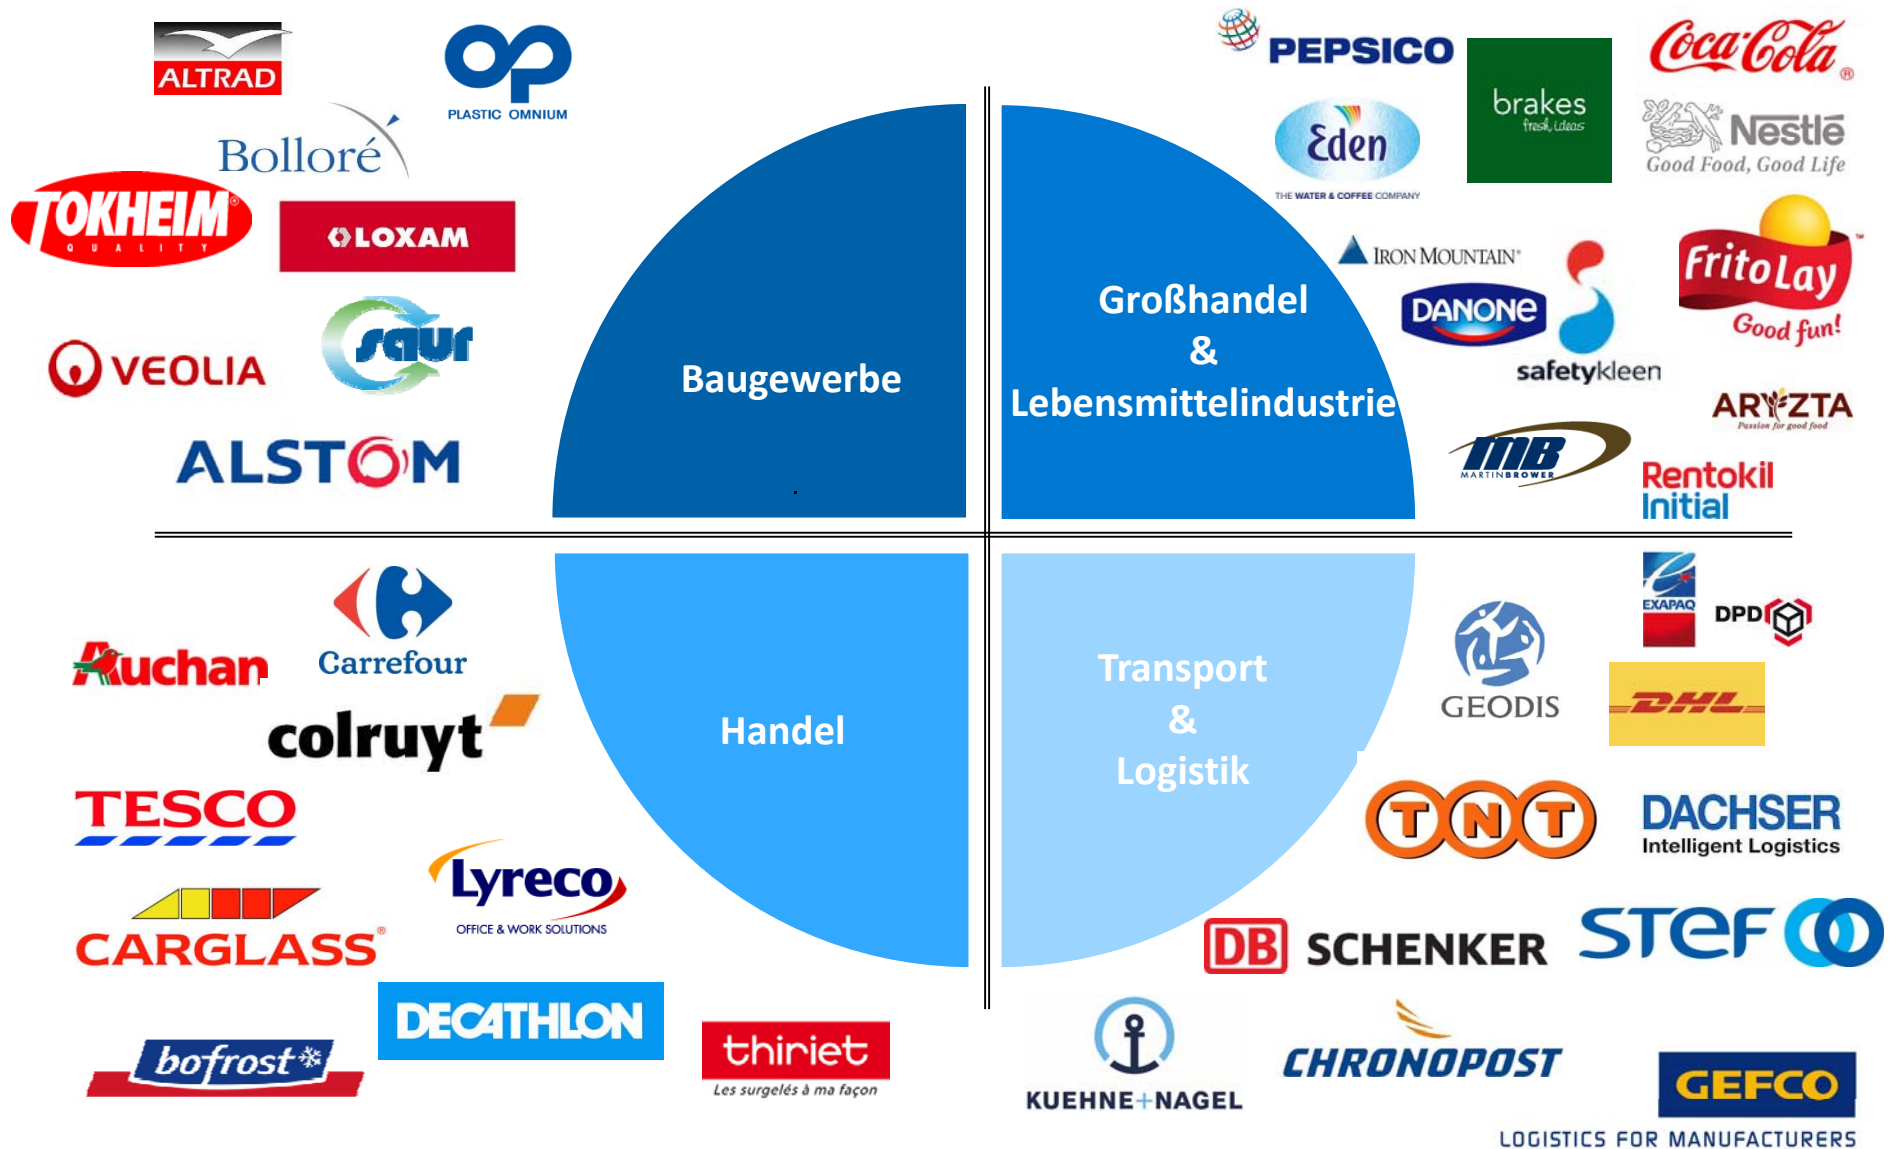 ALTRAD
PLASTIC OMNIUM
Bolloré
TOKHEIM®
QUALITY
LOXAM
saur
VEOLIA
ALSTOM
Baugewerbe
PEPSICO
brakes
fresh ideas
Coca-Cola®
Eden
THE WATER & COFFEE COMPANY
Nestlé
Good Food, Good Life
IRON MOUNTAIN®
DANONE
safetykleen
Frito Lay™
Good fun!
ARYZTA
Passion for good food
MB
MARTINBROWER
Rentokil
Initial
Großhandel
&
Lebensmittelindustrie
Auchan
Carrefour
colruyt
TESCO
Lyreco
OFFICE & WORK SOLUTIONS
CARGLASS®
DECATHLON
bofrost*
thiriet
Les surgelés à ma façon
Handel
Transport
&
Logistik
GEODIS
EXAPAQ
DPD
DHL
TNT
DACHSER
Intelligent Logistics
DB SCHENKER
STEF
KUEHNE+NAGEL
CHRONOPOST
GEFCO
LOGISTICS FOR MANUFACTURERS